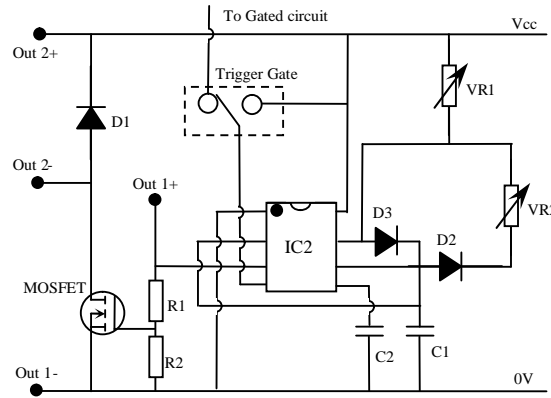 To Gated circuit
Out 2+
Vcc
Trigger Gate
VR1
D1
Out 2-
Out 1+
D3
VR2
IC2
D2
MOSFET
R1
R2
C2
C1
Out 1-
0V